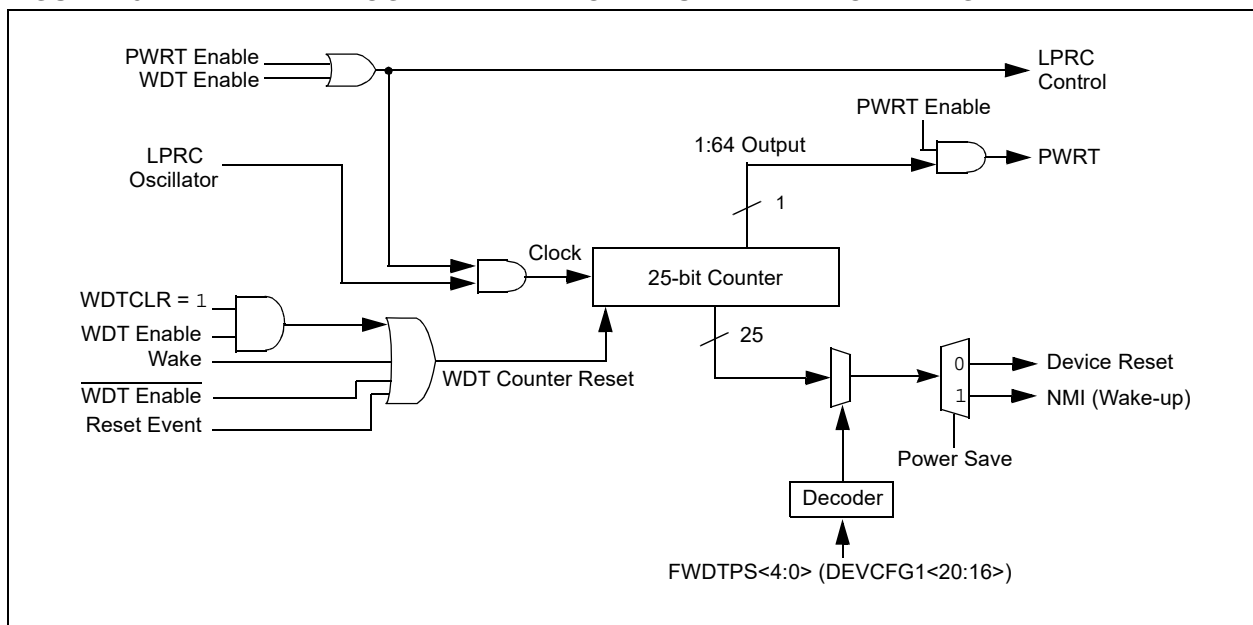 PWRT Enable
WDT Enable
LPRC
Control
PWRT Enable
1:64 Output
PWRT
LPRC
Oscillator
1
Clock
25-bit Counter
WDTCLR = 1
WDT Enable
Wake
WDT Enable
Reset Event
WDT Counter Reset
25
0
1
Device Reset
NMI (Wake-up)
Power Save
Decoder
FWDTPS<4:0> (DEVCFG1<20:16>)